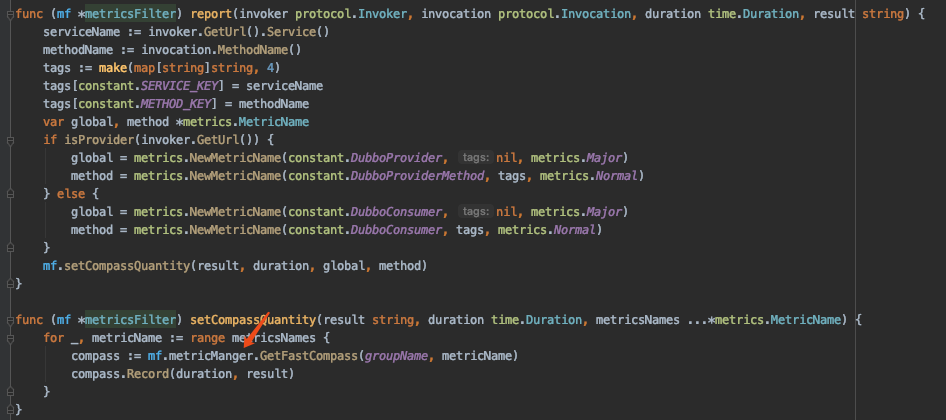 func (mf *metricsFilter) report(invoker protocol.Invoker, invocation protocol.Invocation, duration time.Duration, result string) {
    serviceName := invoker.GetUrl().Service()
    methodName := invocation.MethodName()
    tags := make(map[string]string, 4)
    tags[constant.SERVICE_KEY] = serviceName
    tags[constant.METHOD_KEY] = methodName
    var global, method *metrics.MetricName
    if isProvider(invoker.GetUrl()) {
        global = metrics.NewMetricName(constant.DubboProvider, tags: nil, metrics.Major)
        method = metrics.NewMetricName(constant.DubboProviderMethod, tags, metrics.Normal)
    } else {
        global = metrics.NewMetricName(constant.DubboConsumer, tags: nil, metrics.Major)
        method = metrics.NewMetricName(constant.DubboConsumer, tags, metrics.Normal)
    }
    mf.setCompassQuantity(result, duration, global, method)
}
func (mf *metricsFilter) setCompassQuantity(result string, duration time.Duration, metricsNames ...*metrics.MetricName) {
    for _, metricName := range metricsNames {
        compass := mf.metricManger.GetFastCompass(groupName, metricName)
        compass.Record(duration, result)
    }
}